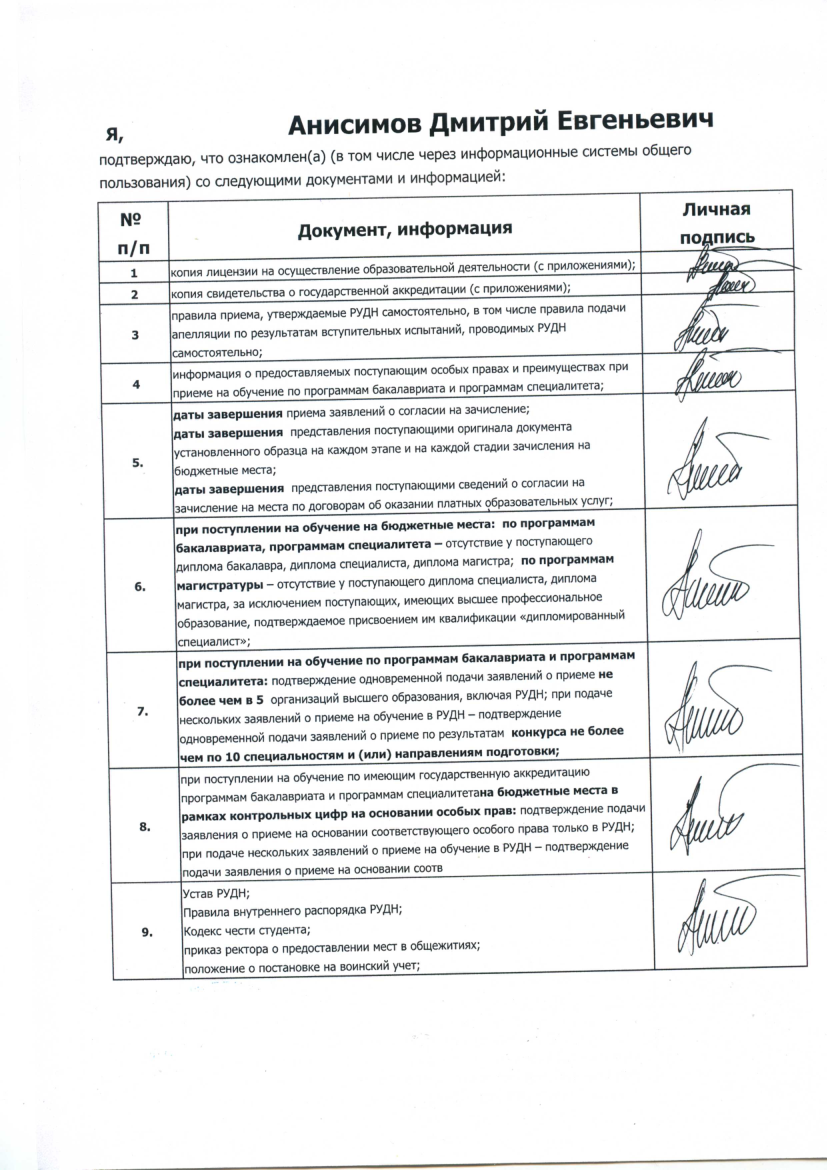 Я, Анисимов Дмитрий Евгеньевич
подтверждаю, что ознакомлен(а) (в том числе через информационные системы общего
пользования) со следующими документами и информацией:
№ п/п
Документ, информация
Личная подпись
1
копия лицензии на осуществление образовательной деятельности (с приложениями);
2
копия свидетельства о государственной аккредитации (с приложениями);
3
правила приема, утверждаемые РУДН самостоятельно, в том числе правила подачи
апелляции по результатам вступительных испытаний, проводимых РУДН
самостоятельно;
4
информация о предоставляемых поступающим особых правах и преимуществах при
приеме на обучение по программам бакалавриата и программам специалитета;
5.
даты завершения приема заявлений о согласии на зачисление;
даты завершения представления поступающими оригинала документа
установленного образца на каждом этапе и на каждой стадии зачисления на
бюджетные места;
даты завершения представления поступающими сведений о согласии на
зачисление на места по договорам об оказании платных образовательных услуг;
6.
при поступлении на обучение на бюджетные места: по программам
бакалавриата, программам специалитета – отсутствие у поступающего
диплома бакалавра, диплома специалиста, диплома магистра; по программам
магистратуры – отсутствие у поступающего диплома специалиста, диплома
магистра, за исключением поступающих, имеющих высшее профессиональное
образование, подтверждаемое присвоением им квалификации «дипломированный
специалист»;
7.
при поступлении на обучение по программам бакалавриата и программам
специалитета: подтверждение одновременной подачи заявлений о приеме не
более чем в 5 организаций высшего образования, включая РУДН; при подаче
нескольких заявлений о приеме на обучение в РУДН – подтверждение
одновременной подачи заявлений о приеме по результатам конкурса не более
чем по 10 специальностям и (или) направлениям подготовки;
8.
при поступлении на обучение по имеющим государственную аккредитацию
программам бакалавриата и программам специалитетана бюджетные места в
рамках контрольных цифр на основании особых прав: подтверждение подачи
заявления о приеме на основании соответствующего особого права только в РУДН;
при подаче нескольких заявлений о приеме на обучение в РУДН – подтверждение
подачи заявления о приеме на основании соотв
9.
Устав РУДН;
Правила внутреннего распорядка РУДН;
Кодекс чести студента;
приказ ректора о предоставлении мест в общежитиях;
положение о постановке на воинский учет;